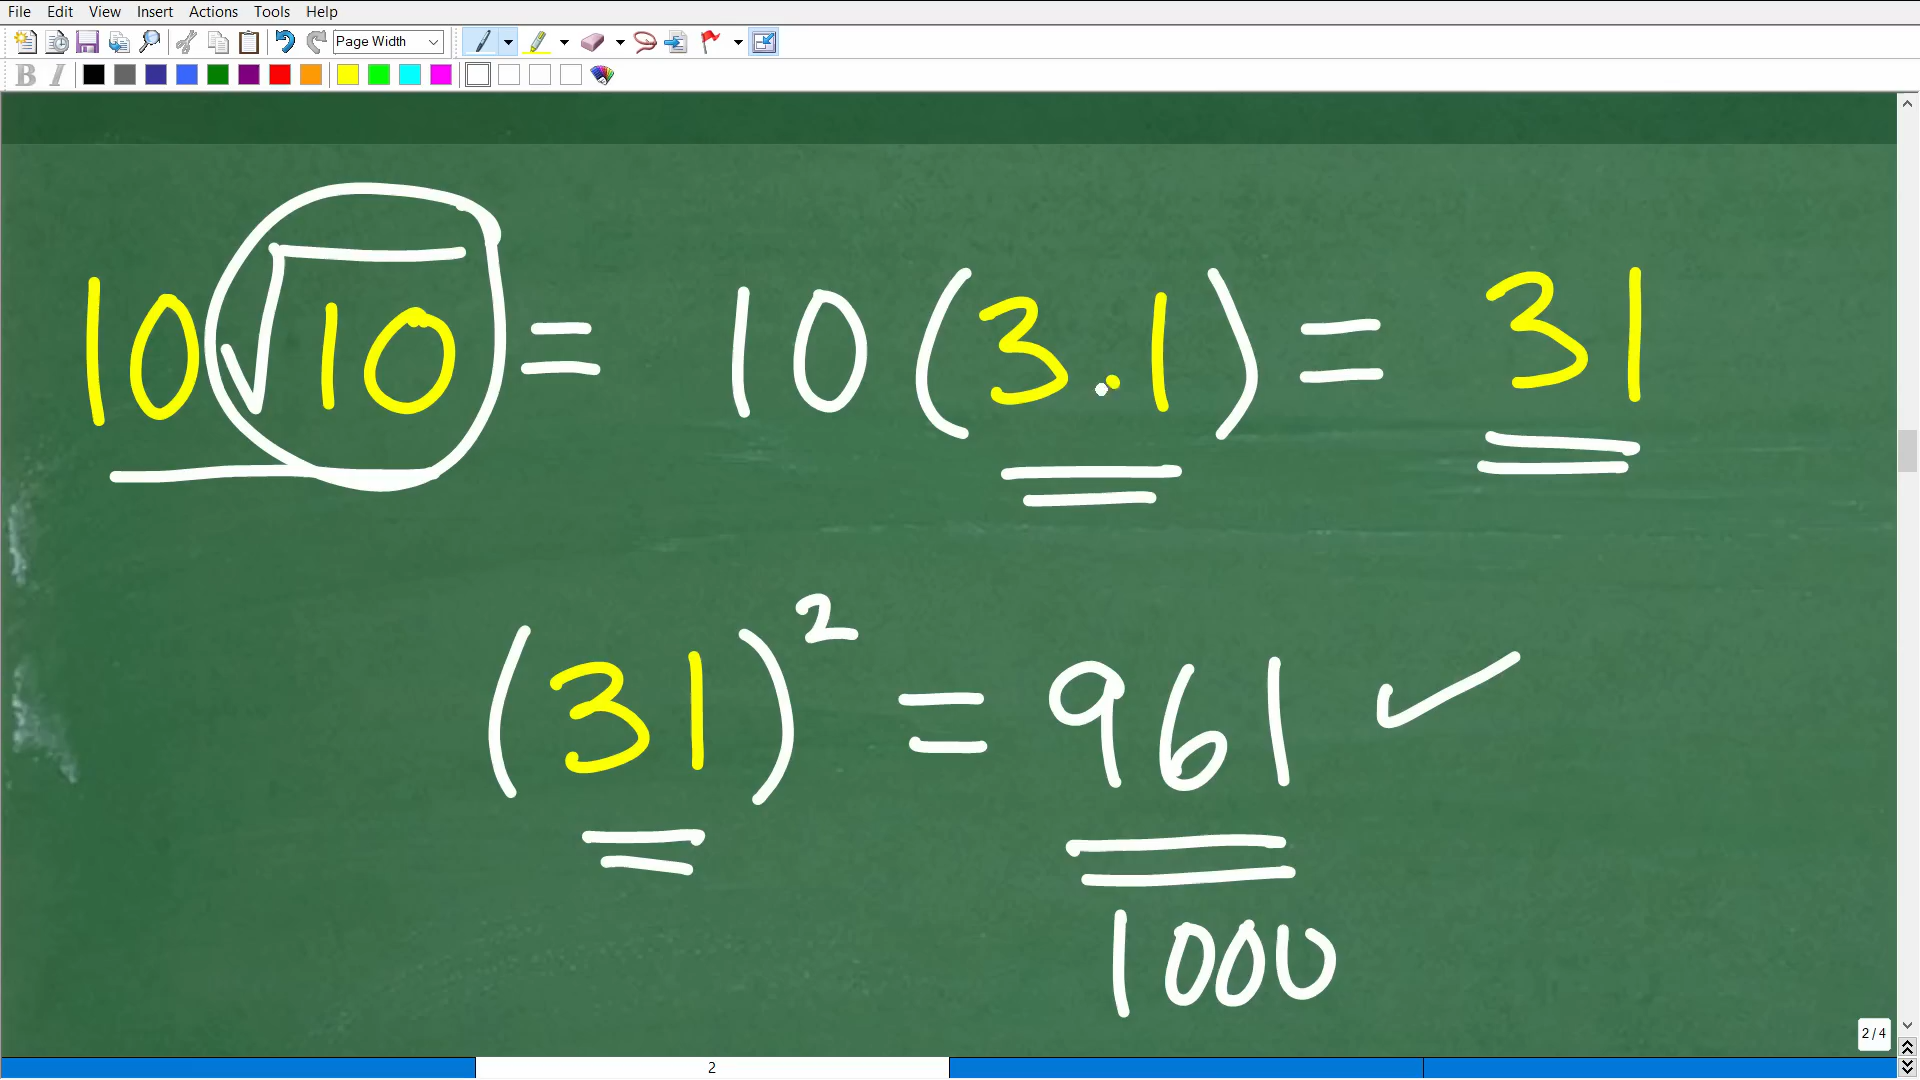 File Edit View Insert Actions Tools Help
Page Width
B I
10√10 = 10(3.1) = 31
(31)² = 961 ✓
1000
2 / 4
2